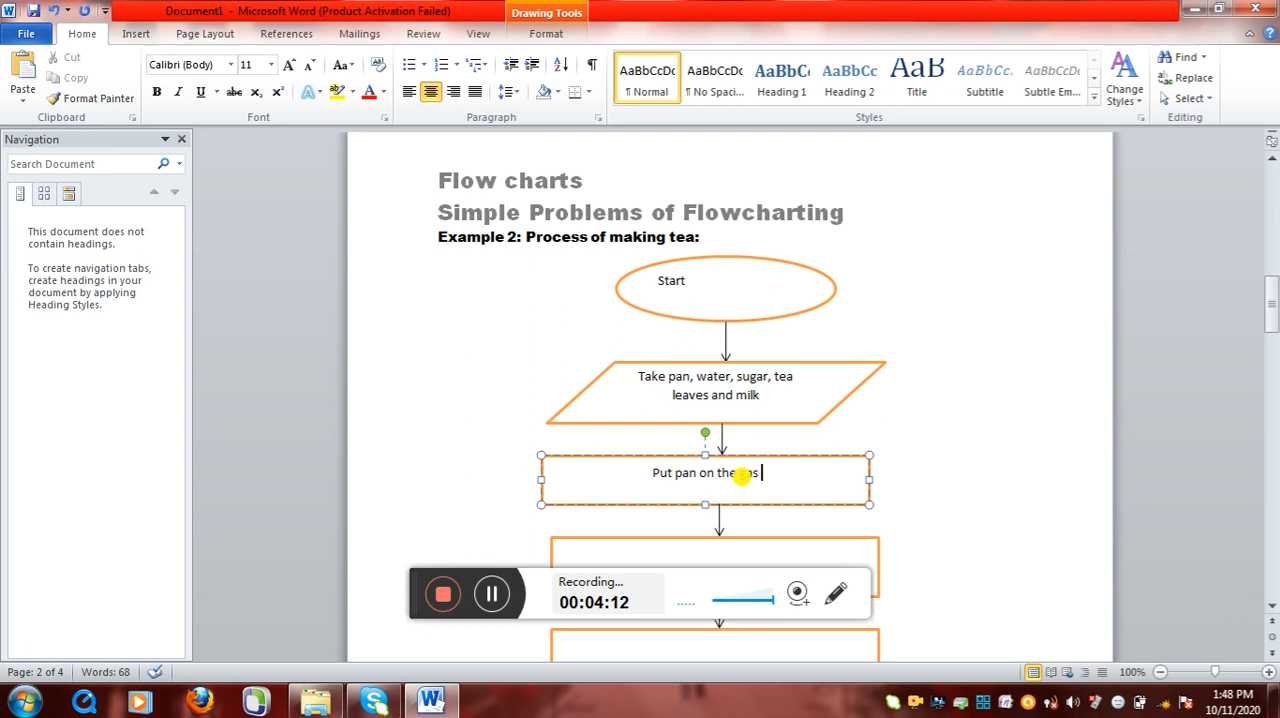 Document1 - Microsoft Word (Product Activation Failed)
Drawing Tools
File Home Insert Page Layout References Mailings Review View Format
Paste
Cut
Copy
Format Painter
Clipboard
Calibri (Body) 11
Font
Paragraph
AaBbCcDc AaBbCcDc AaBbC AaBbCc AaB AaBbCc. AaBbCcDc
¶ Normal ¶ No Spaci... Heading 1 Heading 2 Title Subtitle Subtle Em...
Styles
Change
Styles
Find
Replace
Select
Editing
Navigation
Search Document
This document does not
contain headings.
To create navigation tabs,
create headings in your
document by applying
Heading Styles.
Flow charts
Simple Problems of Flowcharting
Example 2: Process of making tea:
Start
Take pan, water, sugar, tea
leaves and milk
Put pan on the gas
Recording...
00:04:12
Page: 2 of 4 Words: 68
100%
1:48 PM
10/11/2020